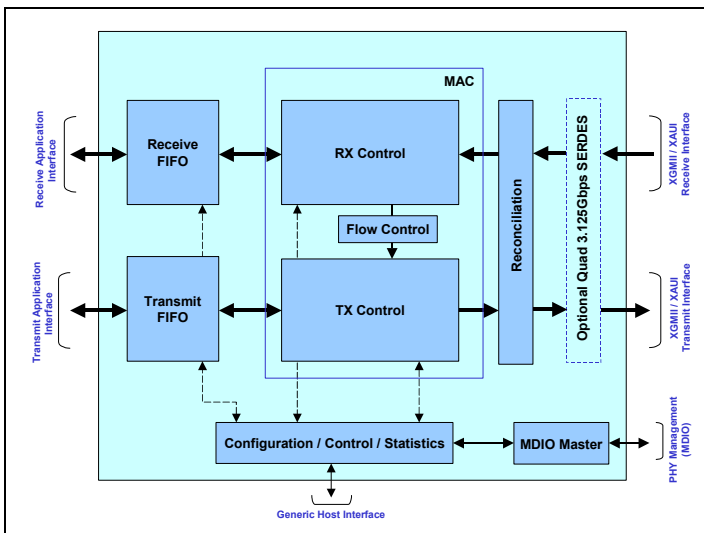 MAC
Receive Application
Interface
Receive
FIFO
RX Control
Flow Control
Reconciliation
Optional Quad 3.125Gbps SERDES
XGMII / XAUI
Receive Interface
Transmit Application
Interface
Transmit
FIFO
TX Control
XGMII / XAUI
Transmit Interface
Configuration / Control / Statistics
MDIO Master
PHY Management
(MDIO)
Generic Host Interface